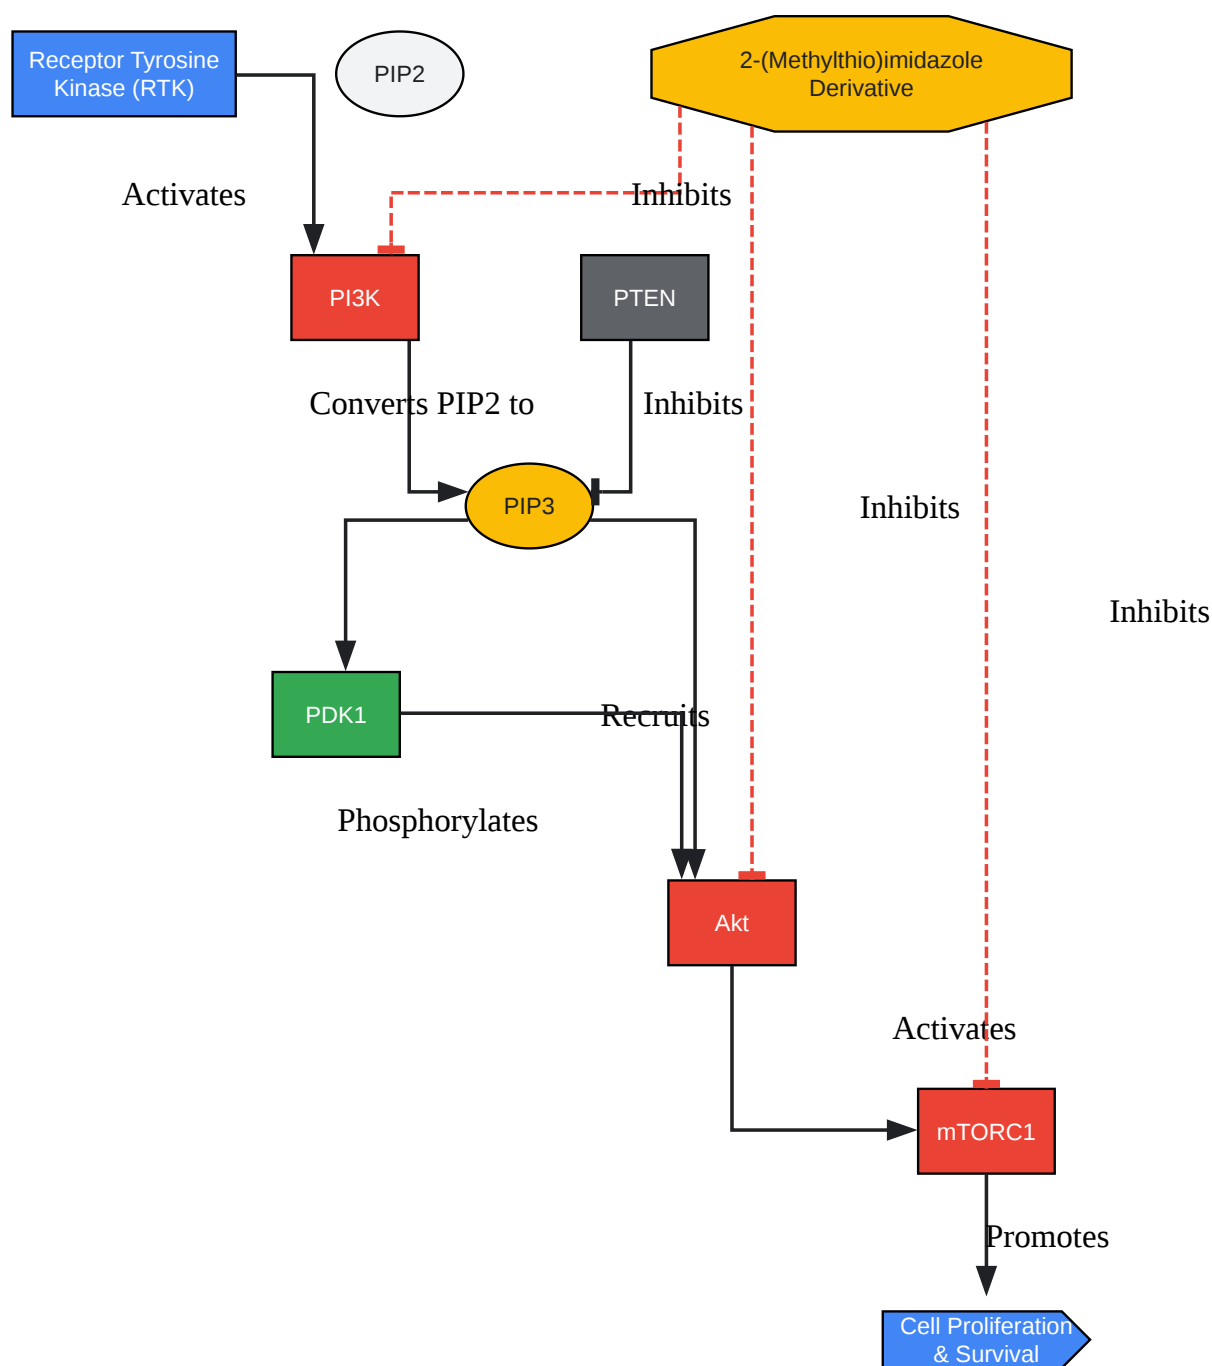 Receptor Tyrosine
Kinase (RTK)
PIP2
2-(Methylthio)imidazole
Derivative
Activates
Inhibits
PI3K
PTEN
Converts PIP2 to
Inhibits
PIP3
Inhibits
Inhibits
PDK1
Recruits
Phosphorylates
Akt
Activates
mTORC1
Promotes
Cell Proliferation
& Survival